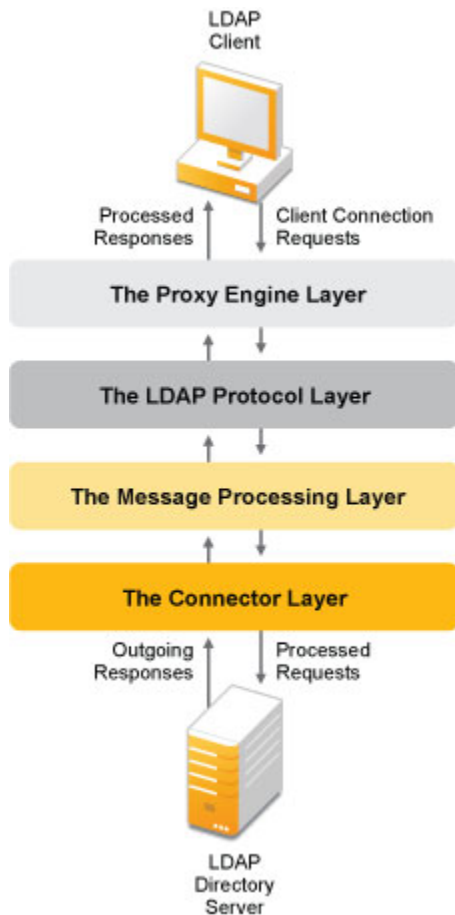 LDAP
Client
Processed
Responses
Client Connection
Requests
The Proxy Engine Layer
The LDAP Protocol Layer
The Message Processing Layer
The Connector Layer
Outgoing
Responses
Processed
Requests
LDAP
Directory
Server